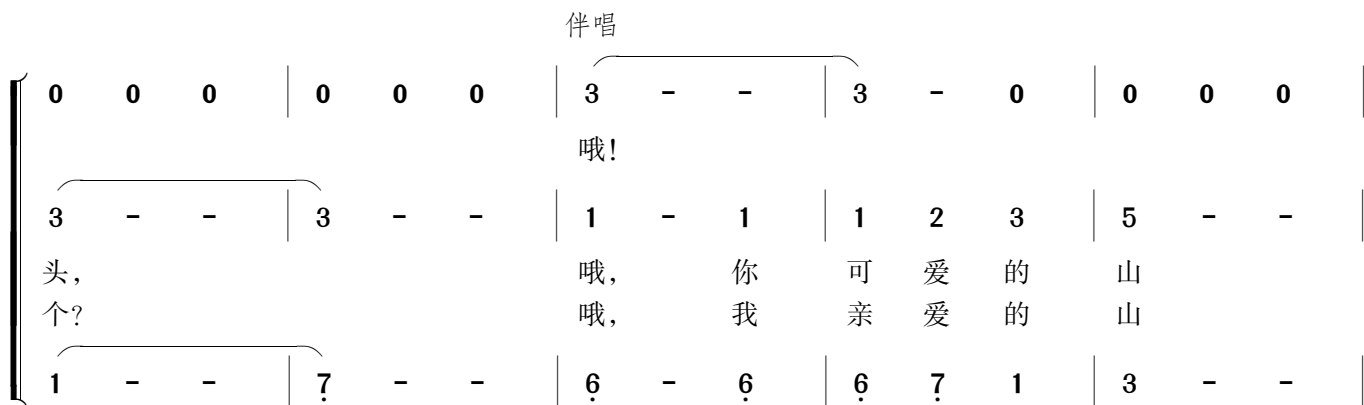 伴唱
0 0 0 | 0 0 0 | 3 - - | 3 - 0 | 0 0 0 |
哦！
3 - - | 3 - - | 1 - 1 | 1 2 3 | 5 - - |
头， 哦， 你 可 爱 的 山
个？ 哦， 我 亲 爱 的 山
1 - - | 7̣ - - | 6̣ - 6̣ | 6̣ 7̣ 1 | 3 - - |